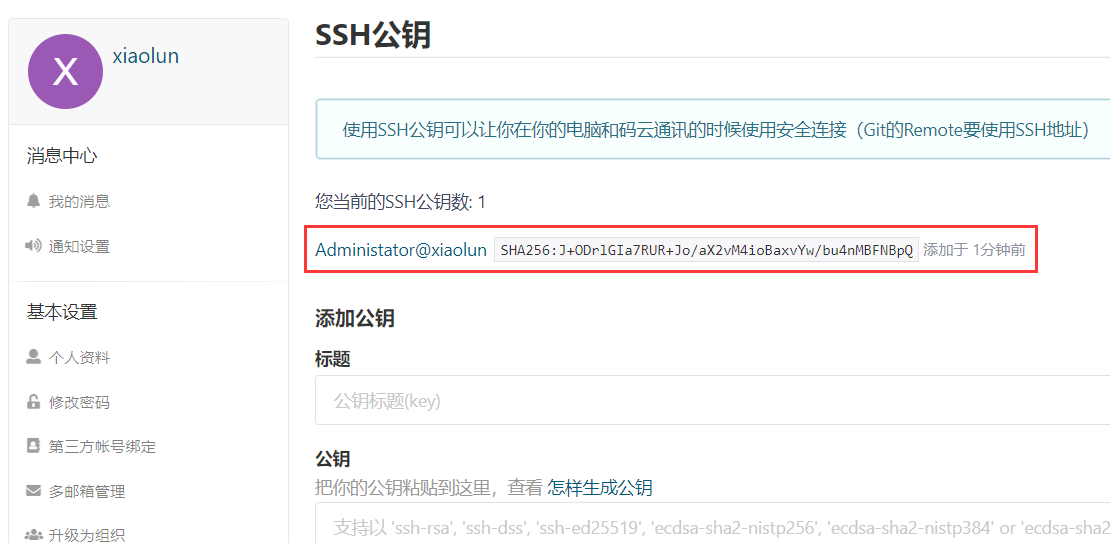 X
xiaolun
消息中心
我的消息
通知设置
基本设置
个人资料
修改密码
第三方帐号绑定
多邮箱管理
升级为组织
SSH公钥
使用SSH公钥可以让你在你的电脑和码云通讯的时候使用安全连接（Git的Remote要使用SSH地址）
您当前的SSH公钥数: 1
Administator@xiaolun SHA256:J+ODrlGIa7RUR+Jo/aX2vM4ioBaxvYw/bu4nMBFNBpQ 添加于 1分钟前
添加公钥
标题
公钥标题(key)
公钥
把你的公钥粘贴到这里，查看 怎样生成公钥
支持以 'ssh-rsa', 'ssh-dss', 'ssh-ed25519', 'ecdsa-sha2-nistp256', 'ecdsa-sha2-nistp384' or 'ecdsa-sha2